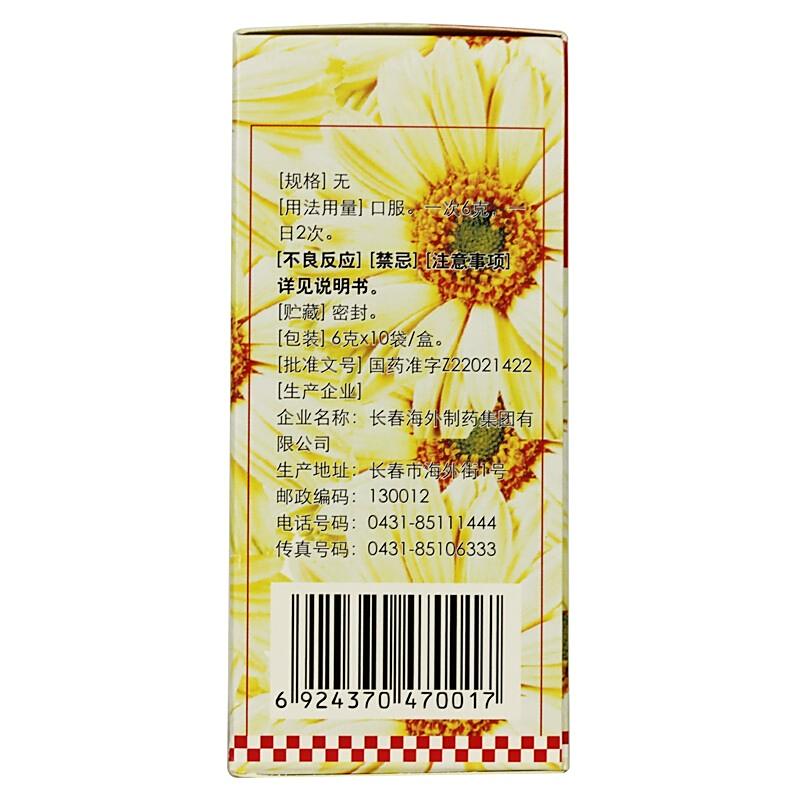 [规格] 无
[用法用量] 口服。一次6克，一
日2次。
[不良反应] [禁忌] [注意事项]
详见说明书。
[贮藏] 密封。
[包装] 6克x10袋/盒。
[批准文号] 国药准字Z22021422
[生产企业]
企业名称：长春海外制药集团有
限公司
生产地址：长春市海外街1号
邮政编码：130012
电话号码：0431-85111444
传真号码：0431-85106333
6 924370 470017